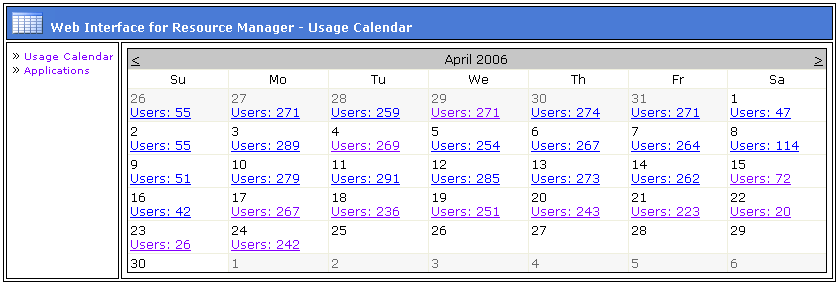 Web Interface for Resource Manager - Usage Calendar
» Usage Calendar
» Applications
< April 2006 >
Su Mo Tu We Th Fr Sa
26 27 28 29 30 31 1
Users: 55 Users: 271 Users: 259 Users: 271 Users: 274 Users: 271 Users: 47
2 3 4 5 6 7 8
Users: 55 Users: 289 Users: 269 Users: 254 Users: 267 Users: 264 Users: 114
9 10 11 12 13 14 15
Users: 51 Users: 279 Users: 291 Users: 285 Users: 273 Users: 262 Users: 72
16 17 18 19 20 21 22
Users: 42 Users: 267 Users: 236 Users: 251 Users: 243 Users: 223 Users: 20
23 24 25 26 27 28 29
Users: 26 Users: 242
30 1 2 3 4 5 6